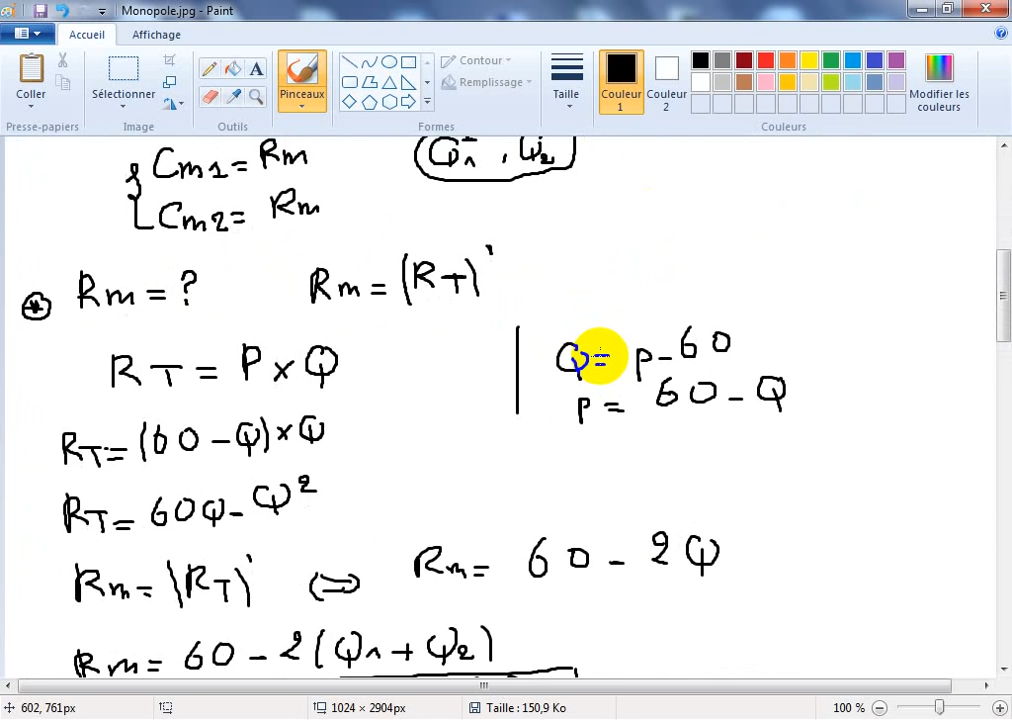 Monopole.jpg - Paint
Accueil Affichage
Coller Sélectionner Pinceaux Contour Remplissage Taille Couleur 1 Couleur 2 Modifier les couleurs
Presse-papiers Image Outils Formes Couleurs
Cm1 = Rm (Q1, Q2)
Cm2 = Rm
Rm = ? Rm = (RT)'
RT = P x Q
Q = P - 60
P = 60 - Q
RT = (60 - Q) x Q
RT = 60Q - Q²
Rm = (RT)' ⇔ Rm = 60 - 2Q
Rm = 60 - 2(Q1 + Q2)
602, 761px 1024 × 2904px Taille : 150,9 Ko 100 %